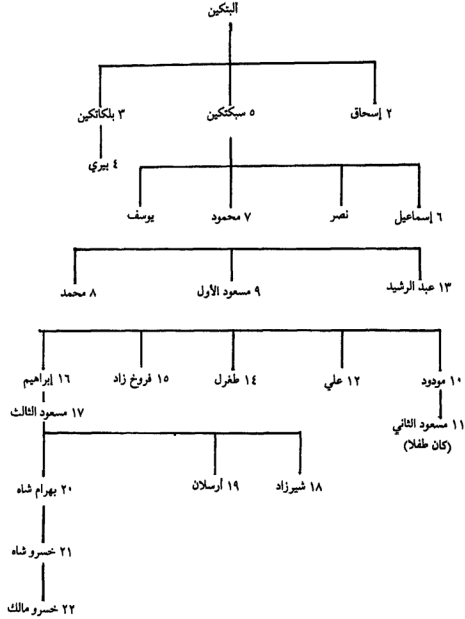 ألبتكين
٢ إسحاق
٥ سبكتكين
٣ بلكاتكين
٤ بيري
٦ إسماعيل
نصر
٧ محمود
يوسف
١٣ عبد الرشيد
٩ مسعود الأول
٨ محمد
١٠ مودود
١٢ علي
١٤ طغرل
١٥ فروخ زاد
١٦ إبراهيم
١١ مسعود الثاني
(كان طفلا)
١٧ مسعود الثالث
١٨ شيرزاد
١٩ أرسلان
٢٠ بهرام شاه
٢١ خسرو شاه
٢٢ خسرو مالك